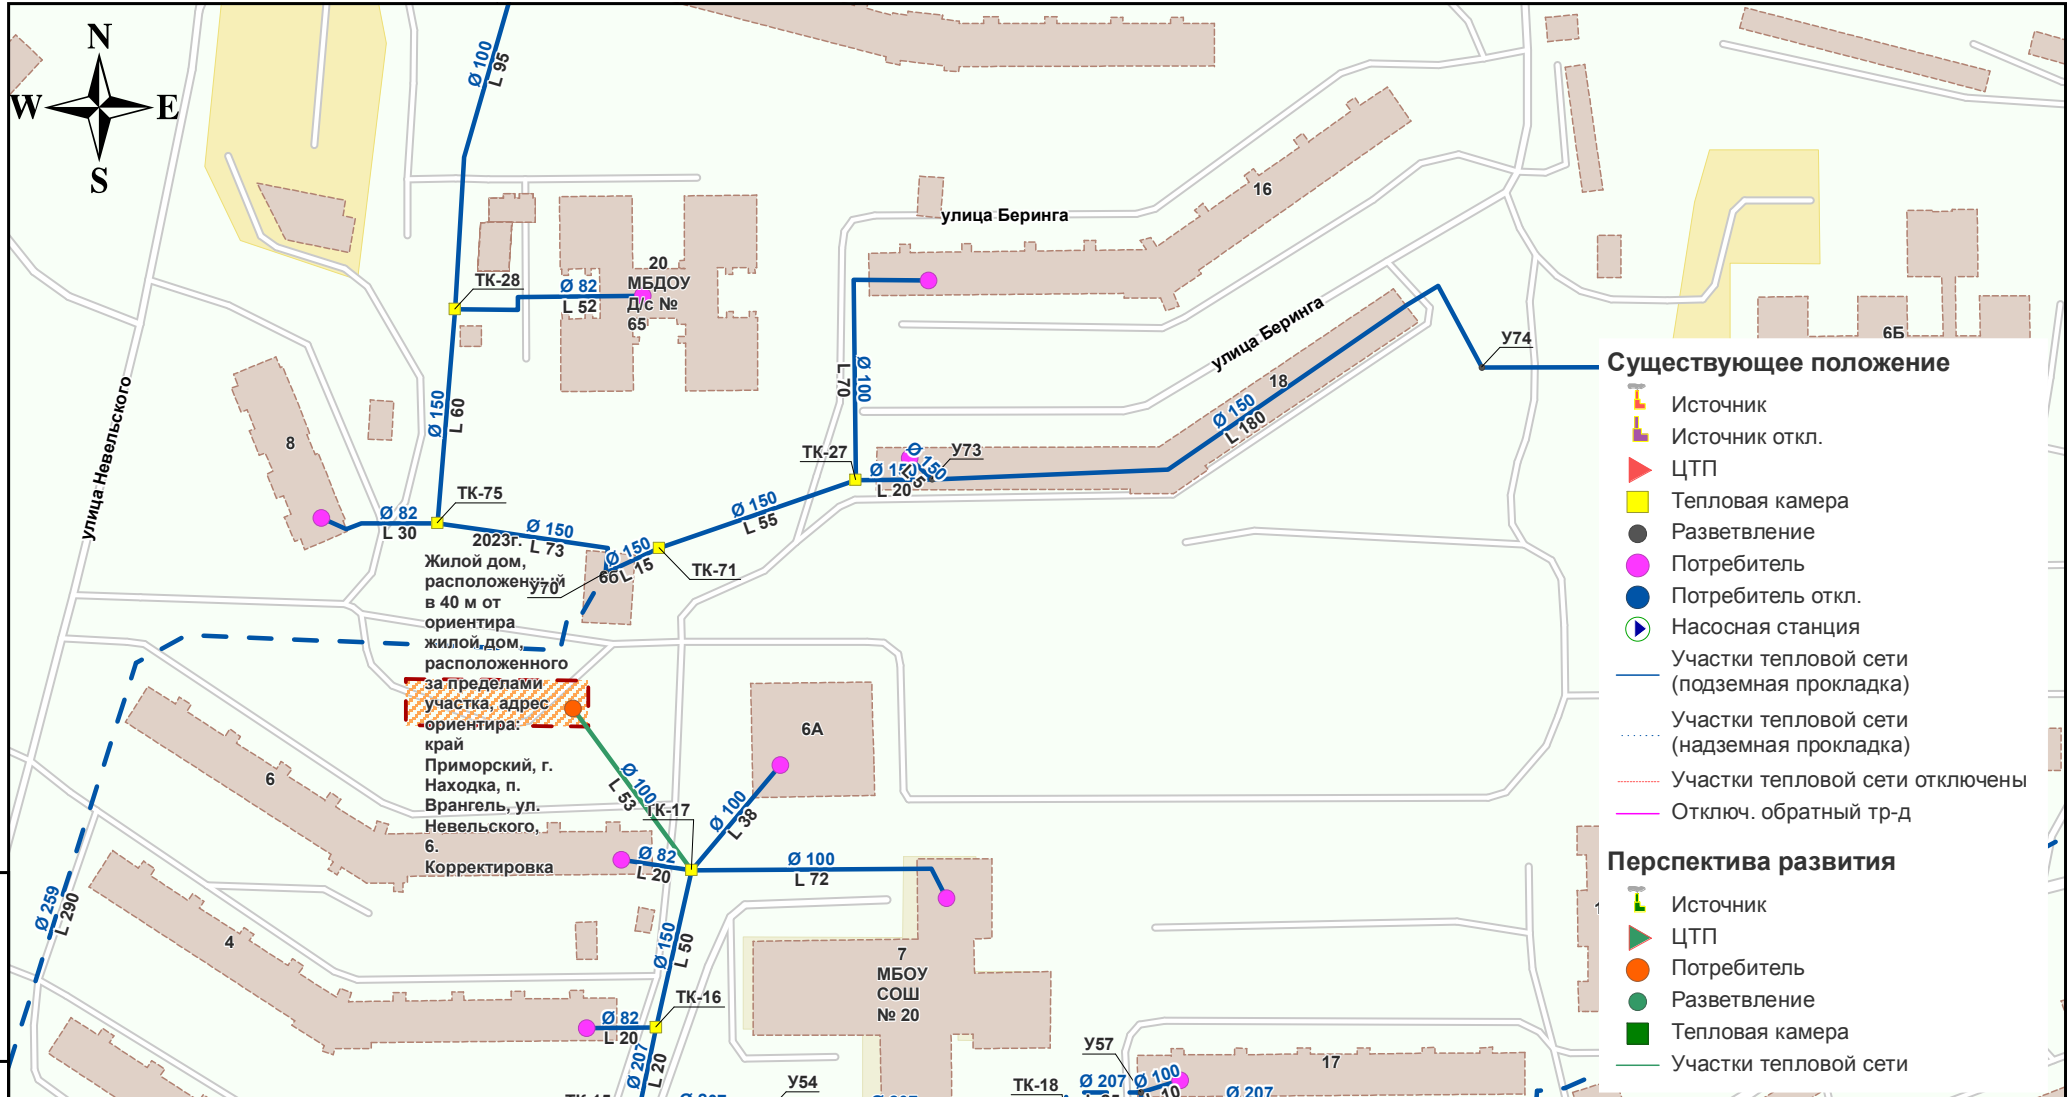 N
W
E
S
Ø 100
L 95
улица Беринга
16
20
МБДОУ
Д/с №
65
ТК-28
Ø 82
L 52
улица Беринга
У74
6Б
Ø 150
L 60
L 70
Ø 100
18
Ø 150
L 180
улица Невельского
8
ТК-27
У73
Ø 150
L 5
Ø 150
L 20
ТК-75
Ø 82
L 30
Ø 150
L 73
Ø 150
L 55
Ø 150
L 15
66
ТК-71
У70
2023г.
Жилой дом,
расположенный
в 40 м от
ориентира
жилой дом,
расположенного
за пределами
участка, адрес
ориентира:
край
Приморский, г.
Находка, п.
Врангель, ул.
Невельского,
6.
Корректировка
6А
6
Ø 100
L 53
ТК-17
Ø 100
L 38
Ø 82
L 20
Ø 100
L 72
Ø 259
L 290
4
Ø 150
L 50
7
МБОУ
СОШ
№ 20
ТК-16
Ø 82
L 20
Ø 207
L 20
У54
У57
ТК-18
Ø 207
Ø 100
L 10
17
Ø 207
Существующее положение
Источник
Источник откл.
ЦТП
Тепловая камера
Разветвление
Потребитель
Потребитель откл.
Насосная станция
Участки тепловой сети
(подземная прокладка)
Участки тепловой сети
(надземная прокладка)
Участки тепловой сети отключены
Отключ. обратный тр-д
Перспектива развития
Источник
ЦТП
Потребитель
Разветвление
Тепловая камера
Участки тепловой сети